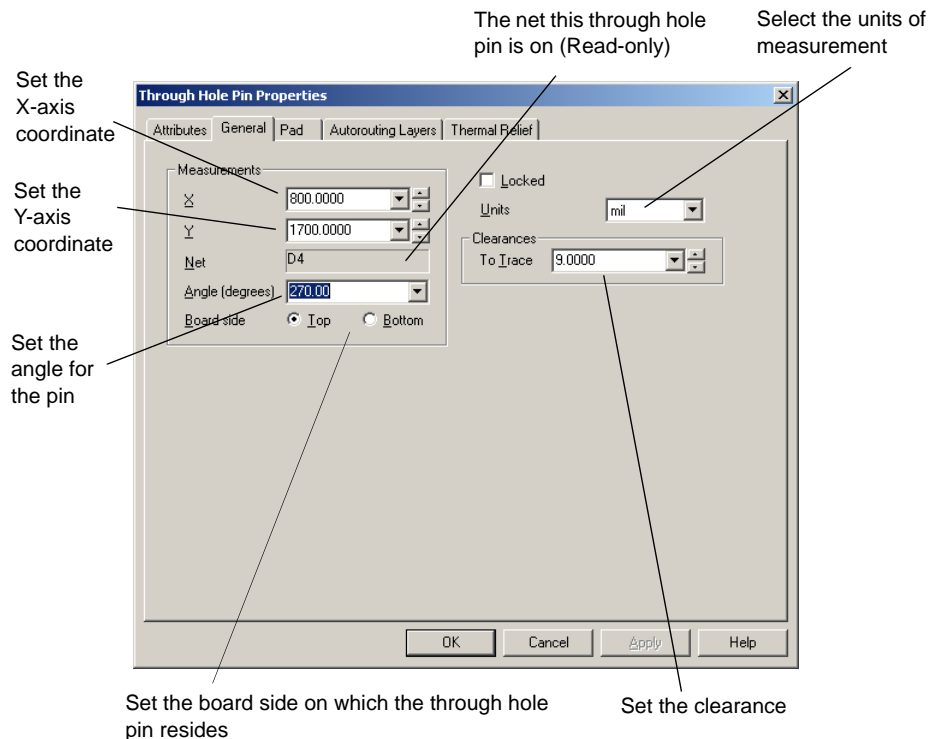 The net this through hole
pin is on (Read-only)
Select the units of
measurement
Set the
X-axis
coordinate
Set the
Y-axis
coordinate
Set the
angle for
the pin
Through Hole Pin Properties
Attributes General Pad Autorouting Layers Thermal Relief
Measurements
X 800.0000
Y 1700.0000
Net D4
Angle (degrees) 270.00
Board side Top Bottom
Locked
Units mil
Clearances
To Trace 9.0000
OK Cancel Apply Help
Set the board side on which the through hole
pin resides
Set the clearance